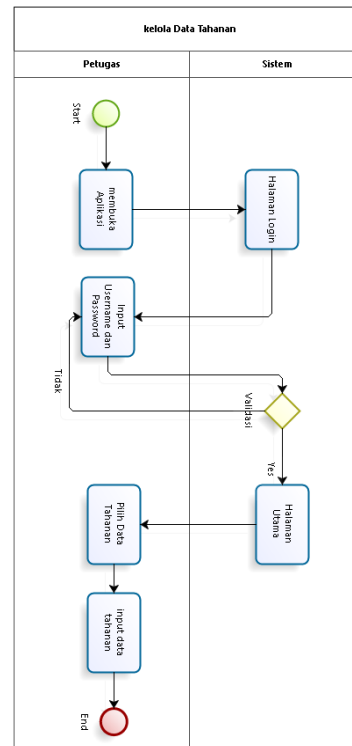 kelola Data Tahanan
Petugas
Sistem
Start
membuka
Aplikasi
Halaman Login
Input
Username dan
Password
Validasi
Tidak
Yes
Halaman
Utama
Pilih Data
Tahanan
input data
tahanan
End